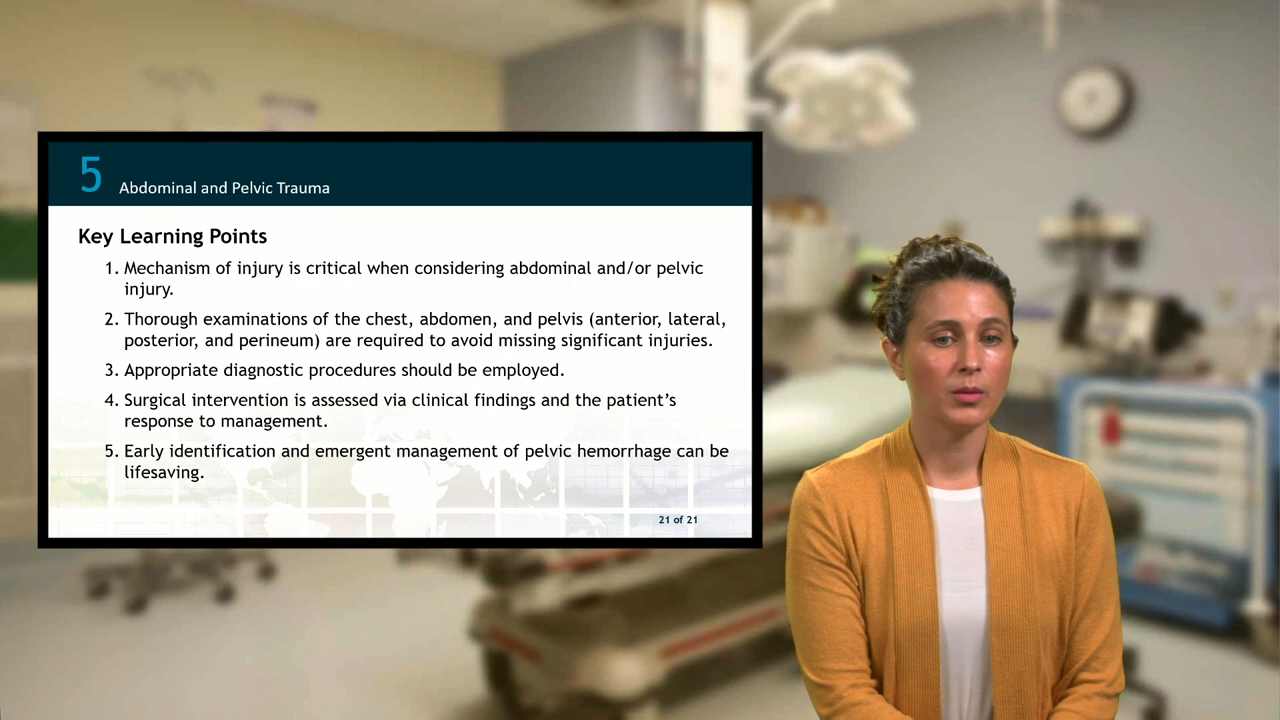 5 Abdominal and Pelvic Trauma
Key Learning Points
1. Mechanism of injury is critical when considering abdominal and/or pelvic
injury.
2. Thorough examinations of the chest, abdomen, and pelvis (anterior, lateral,
posterior, and perineum) are required to avoid missing significant injuries.
3. Appropriate diagnostic procedures should be employed.
4. Surgical intervention is assessed via clinical findings and the patient’s
response to management.
5. Early identification and emergent management of pelvic hemorrhage can be
lifesaving.
21 of 21